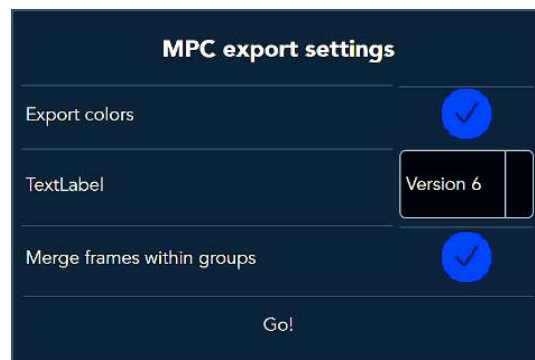 MPC export settings
Export colors
TextLabel
Version 6
Merge frames within groups
Go!